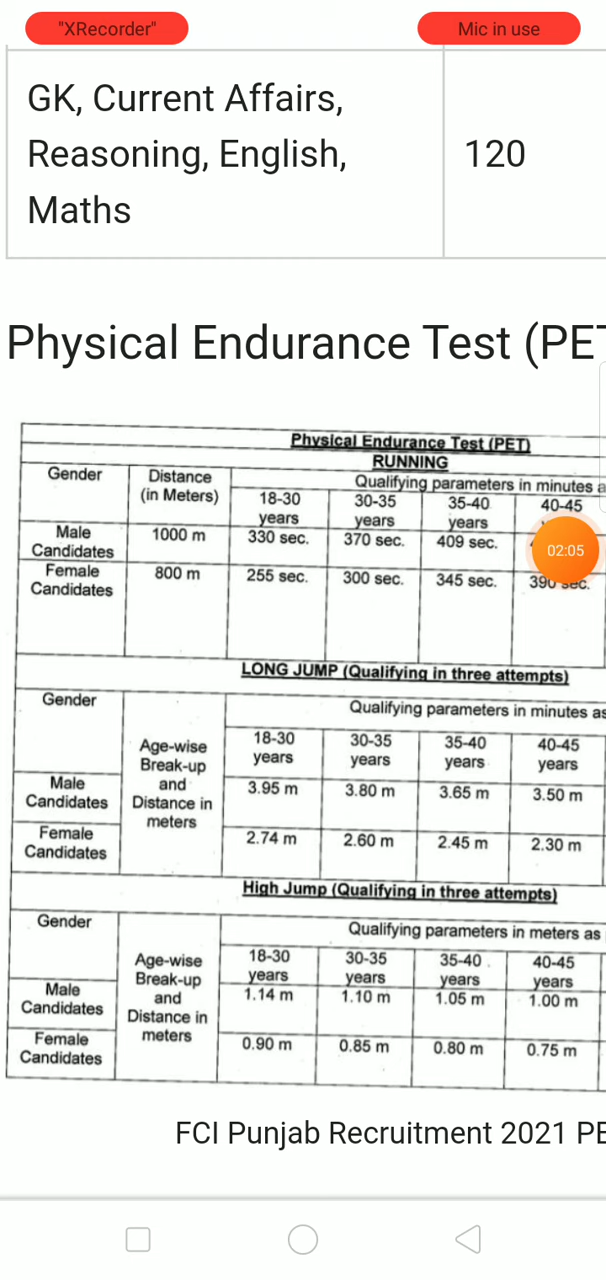 "XRecorder"
Mic in use
GK, Current Affairs,
Reasoning, English,
Maths
120
Physical Endurance Test (PET
Physical Endurance Test (PET)
RUNNING
Gender
Distance
(in Meters)
Qualifying parameters in minutes a
18-30
years
30-35
years
35-40
years
40-45
Male
Candidates
1000 m
330 sec.
370 sec.
409 sec.
02:05
Female
Candidates
800 m
255 sec.
300 sec.
345 sec.
390 sec.
LONG JUMP (Qualifying in three attempts)
Gender
Age-wise
Break-up
and
Distance in
meters
Qualifying parameters in minutes as
18-30
years
30-35
years
35-40
years
40-45
years
Male
Candidates
3.95 m
3.80 m
3.65 m
3.50 m
Female
Candidates
2.74 m
2.60 m
2.45 m
2.30 m
High Jump (Qualifying in three attempts)
Gender
Age-wise
Break-up
and
Distance in
meters
Qualifying parameters in meters as
18-30
years
30-35
years
35-40
years
40-45
years
Male
Candidates
1.14 m
1.10 m
1.05 m
1.00 m
Female
Candidates
0.90 m
0.85 m
0.80 m
0.75 m
FCI Punjab Recruitment 2021 PE